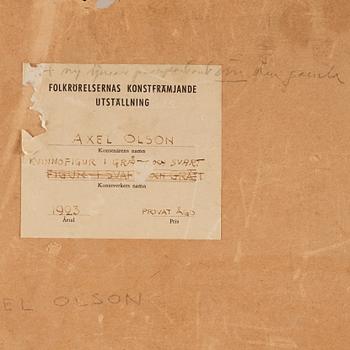 FOLKRÖRELSERNAS KONSTFRÄMJANDE
UTSTÄLLNING
AXEL OLSON
Konstnärens namn
KVINNOFIGUR I GRÅ- OCH SVART
FIGUR I SVART OCH GRÅTT
Konstverkets namn
1923 PRIVAT ÄGO
Årtal Pris
EL OLSON